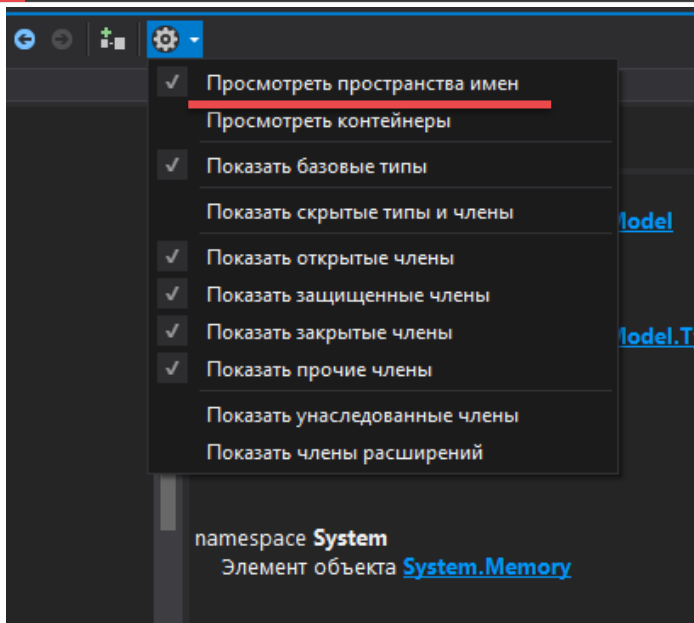 Просмотреть пространства имен
Просмотреть контейнеры
Показать базовые типы
Показать скрытые типы и члены
Показать открытые члены
Показать защищенные члены
Показать закрытые члены
Показать прочие члены
Показать унаследованные члены
Показать члены расширений
namespace System
Элемент объекта System.Memory